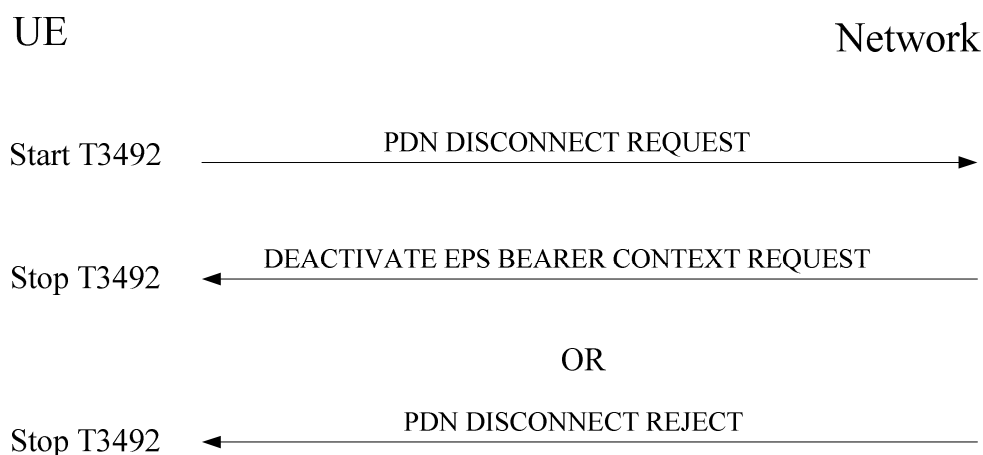 UE
Network
Start T3492
PDN DISCONNECT REQUEST
DEACTIVATE EPS BEARER CONTEXT REQUEST
Stop T3492
OR
PDN DISCONNECT REJECT
Stop T3492